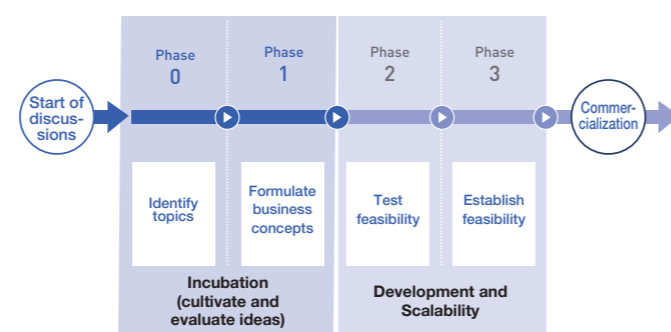 Phase
0
Phase
1
Phase
2
Phase
3
Start of
discus-
sions
Commer-
cialization
Identify
topics
Formulate
business
concepts
Test
feasibility
Establish
feasibility
Incubation
(cultivate and
evaluate ideas)
Development and
Scalability